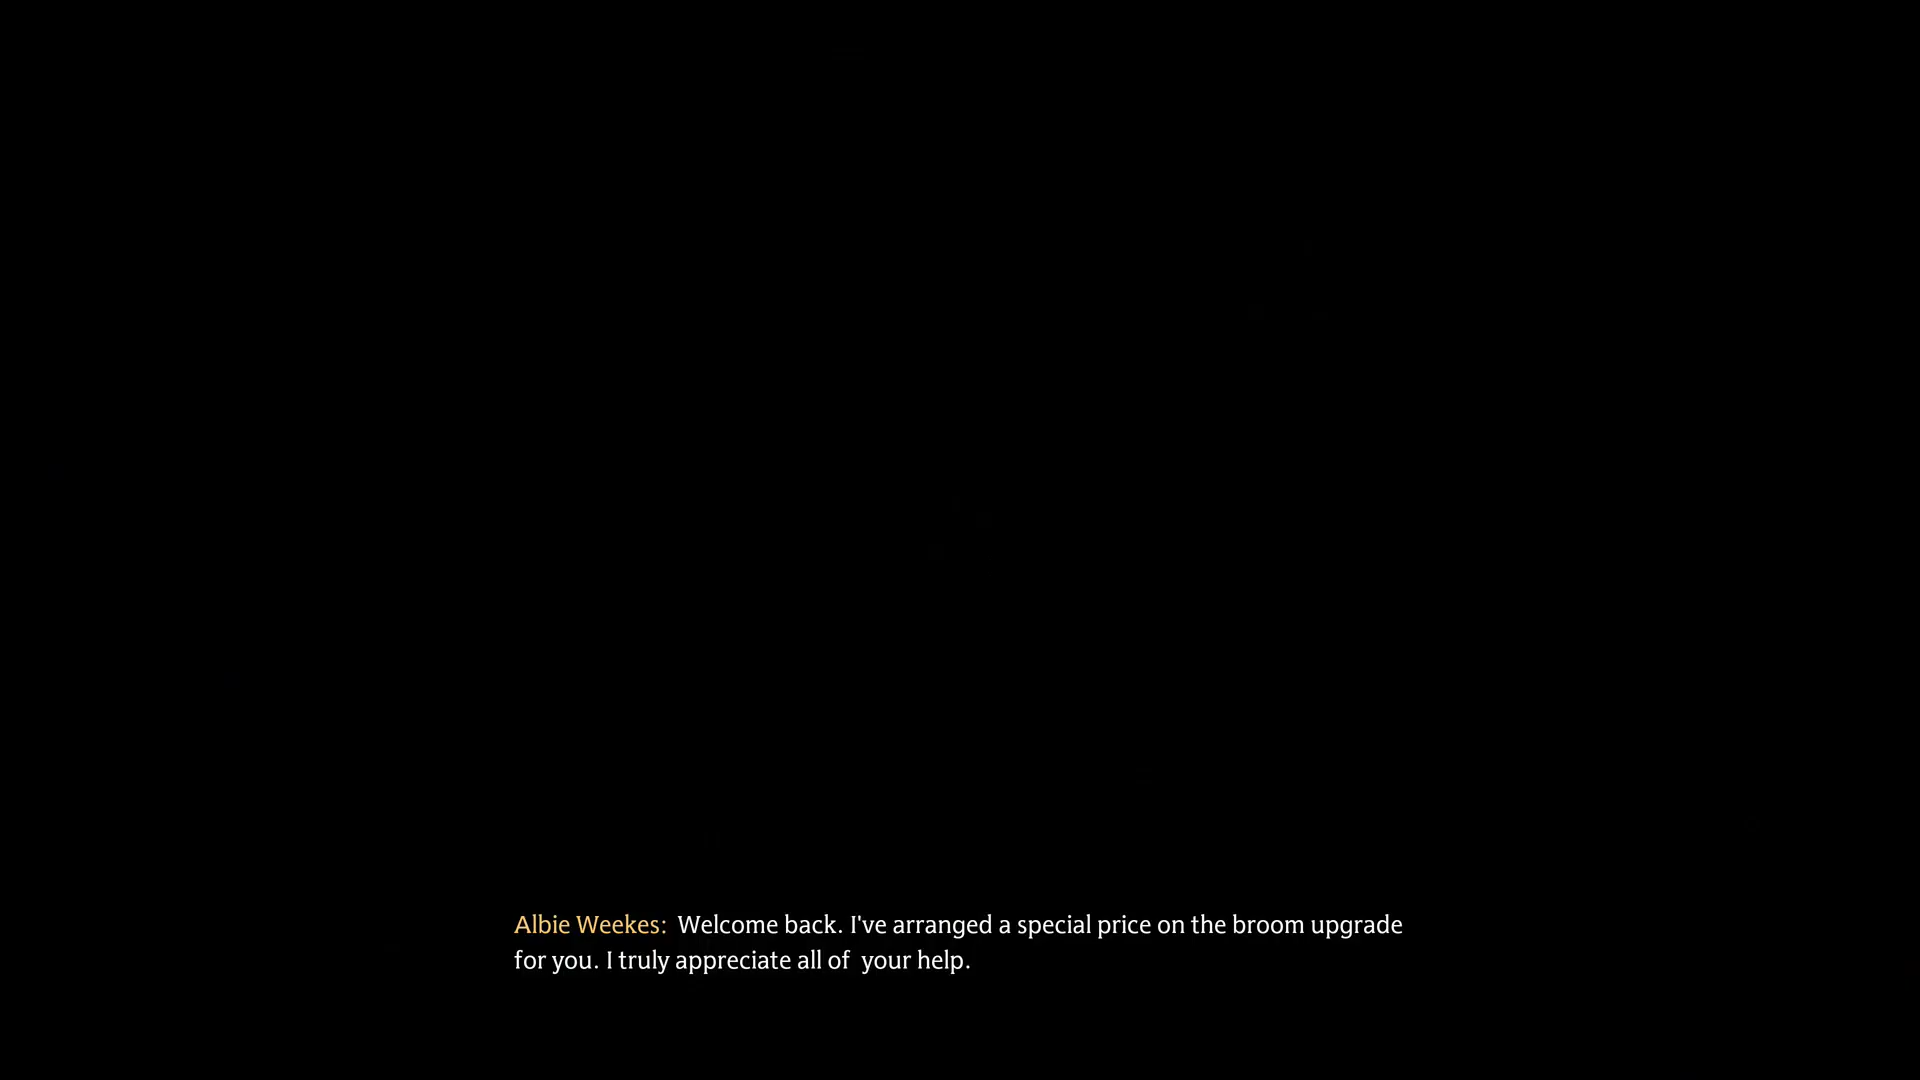 Albie Weekes: Welcome back. I've arranged a special price on the broom upgrade
for you. I truly appreciate all of  your help.